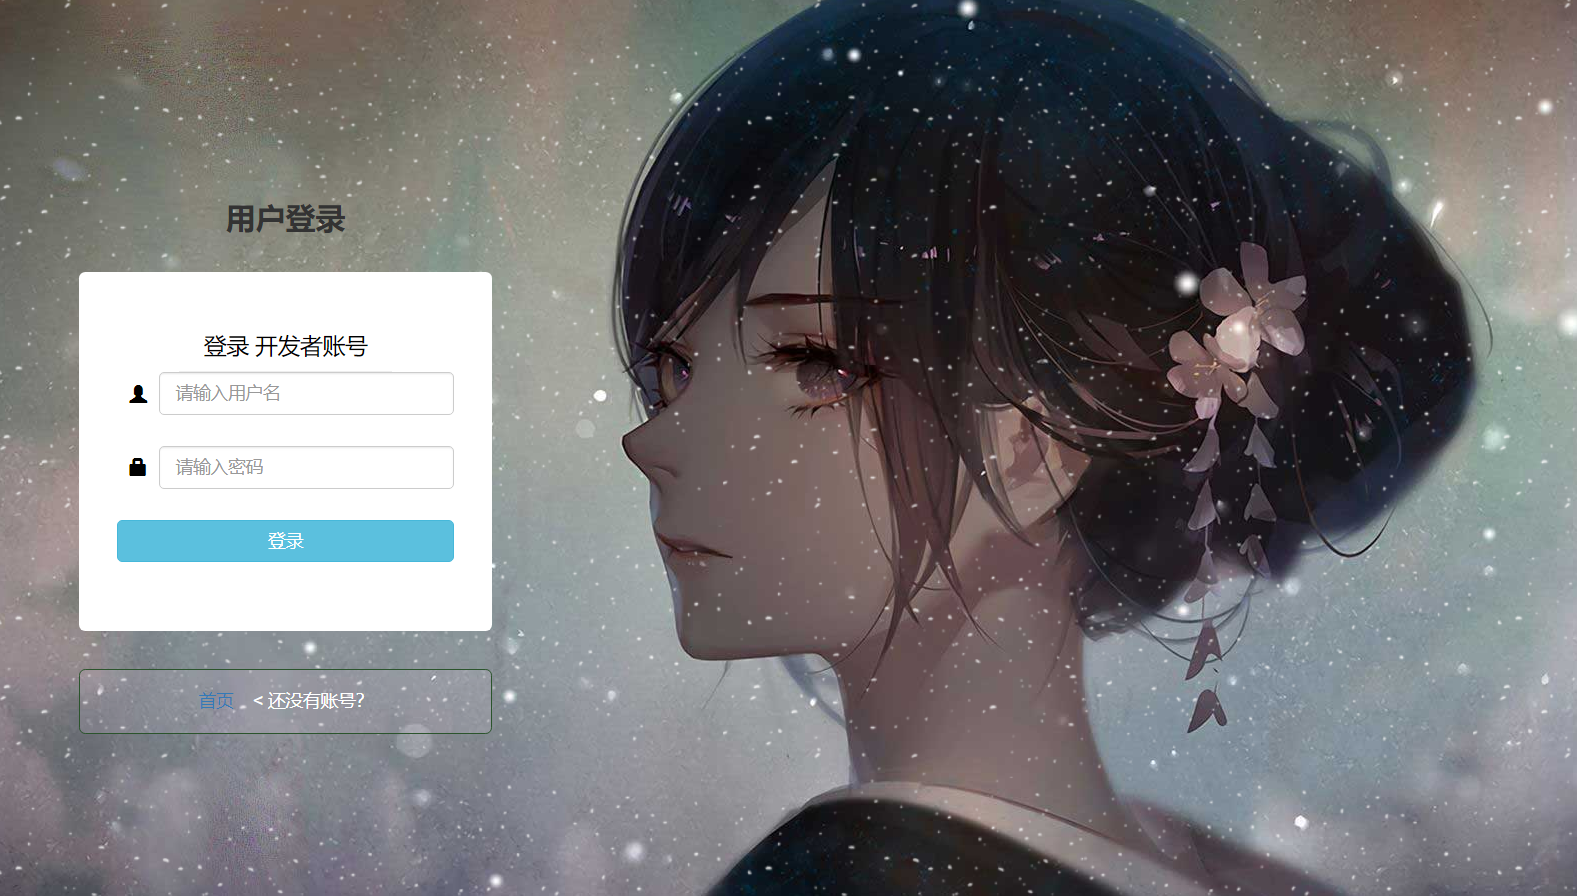 用户登录
登录 开发者账号
请输入用户名
请输入密码
登录
首页 < 还没有账号?